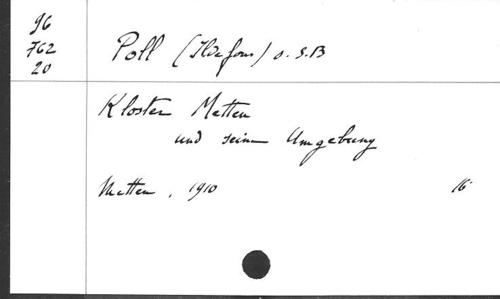 96
762
20
Poll (Ildefons) O.S.B
Kloster Metten
und seine Umgebung
Metten, 1910 16